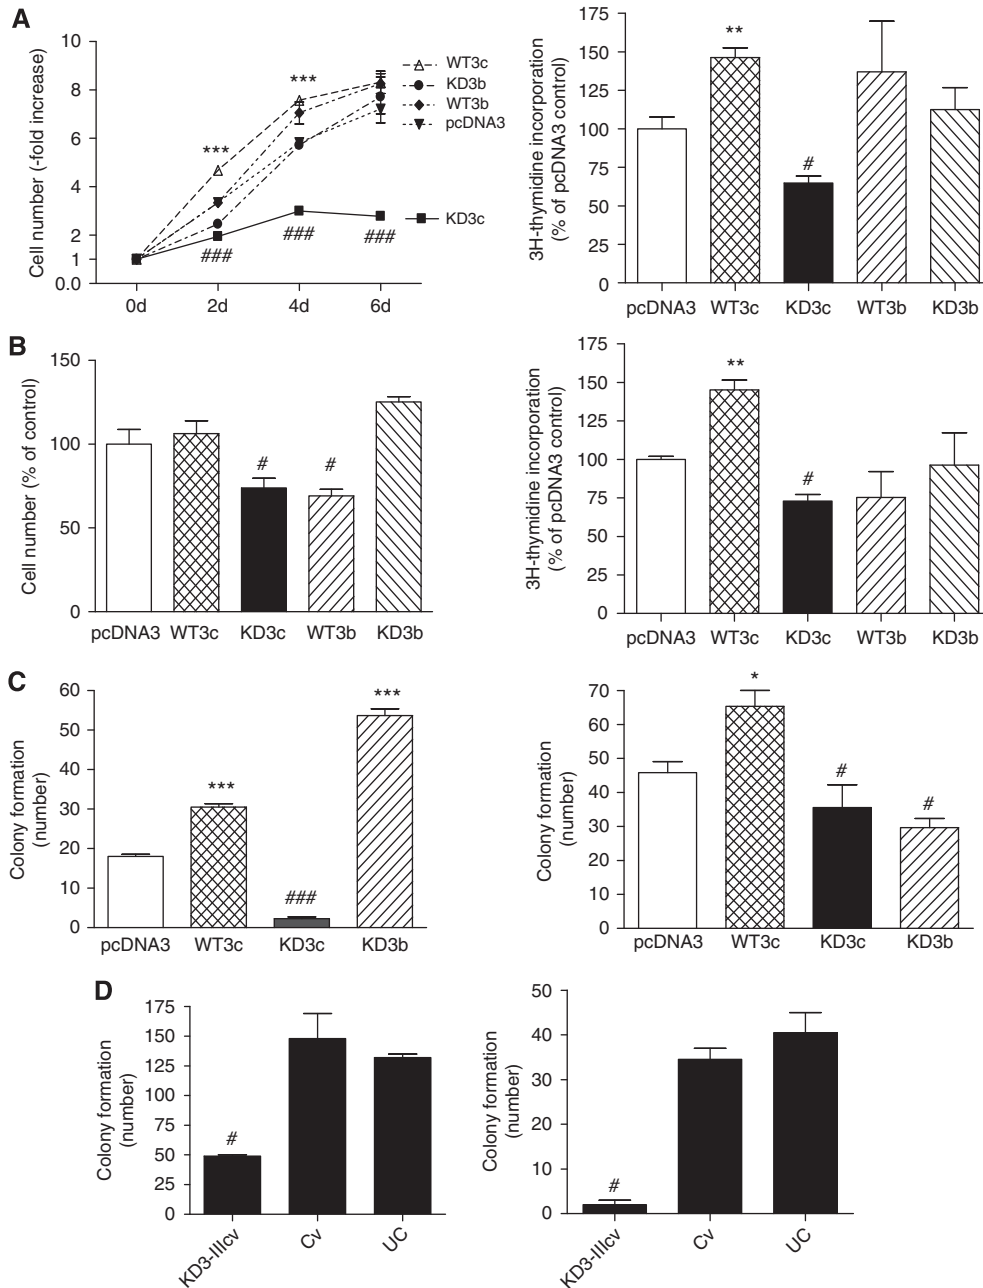 A
10
8
6
4
2
1
0.0
Cell number (-fold increase)
0d
2d
4d
6d
***
***
###
###
###
WT3c
KD3b
WT3b
pcDNA3
KD3c
175
150
125
100
75
50
25
0
3H-thymidine incorporation
(% of pcDNA3 control)
**
#
pcDNA3
WT3c
KD3c
WT3b
KD3b
B
150
100
50
0
Cell number (% of control)
#
#
pcDNA3
WT3c
KD3c
WT3b
KD3b
175
150
125
100
75
50
25
0
3H-thymidine incorporation
(% of pcDNA3 control)
**
#
pcDNA3
WT3c
KD3c
WT3b
KD3b
C
60
50
40
30
20
10
0
Colony formation
(number)
***
###
***
pcDNA3
WT3c
KD3c
KD3b
70
60
50
40
30
20
10
0
Colony formation
(number)
*
#
#
pcDNA3
WT3c
KD3c
KD3b
D
175
150
125
100
75
50
25
0
Colony formation
(number)
#
KD3-IIIcv
Cv
UC
50
40
30
20
10
0
Colony formation
(number)
#
KD3-IIIcv
Cv
UC